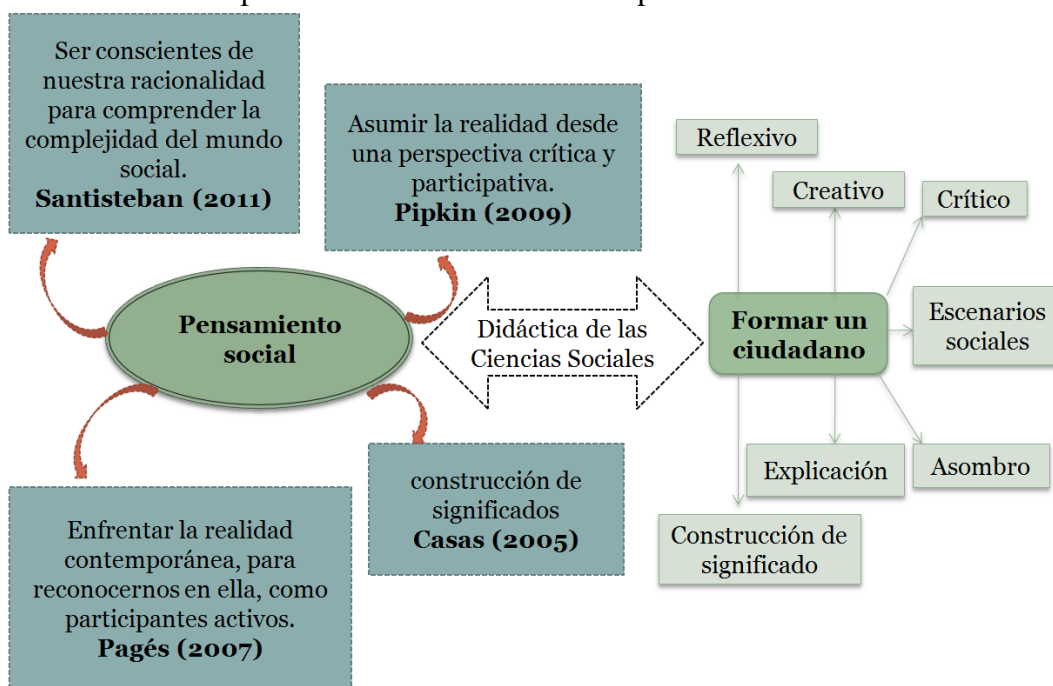 Ser conscientes de
nuestra racionalidad
para comprender la
complejidad del mundo
social.
Santisteban (2011)
Asumir la realidad desde
una perspectiva crítica y
participativa.
Pipkin (2009)
Pensamiento
social
Enfrentar la realidad
contemporánea, para
reconocernos en ella, como
participantes activos.
Pagés (2007)
construcción de
significados
Casas (2005)
Didáctica de las
Ciencias Sociales
Formar un
ciudadano
Reflexivo
Creativo
Crítico
Escenarios
sociales
Asombro
Explicación
Construcción de
significado